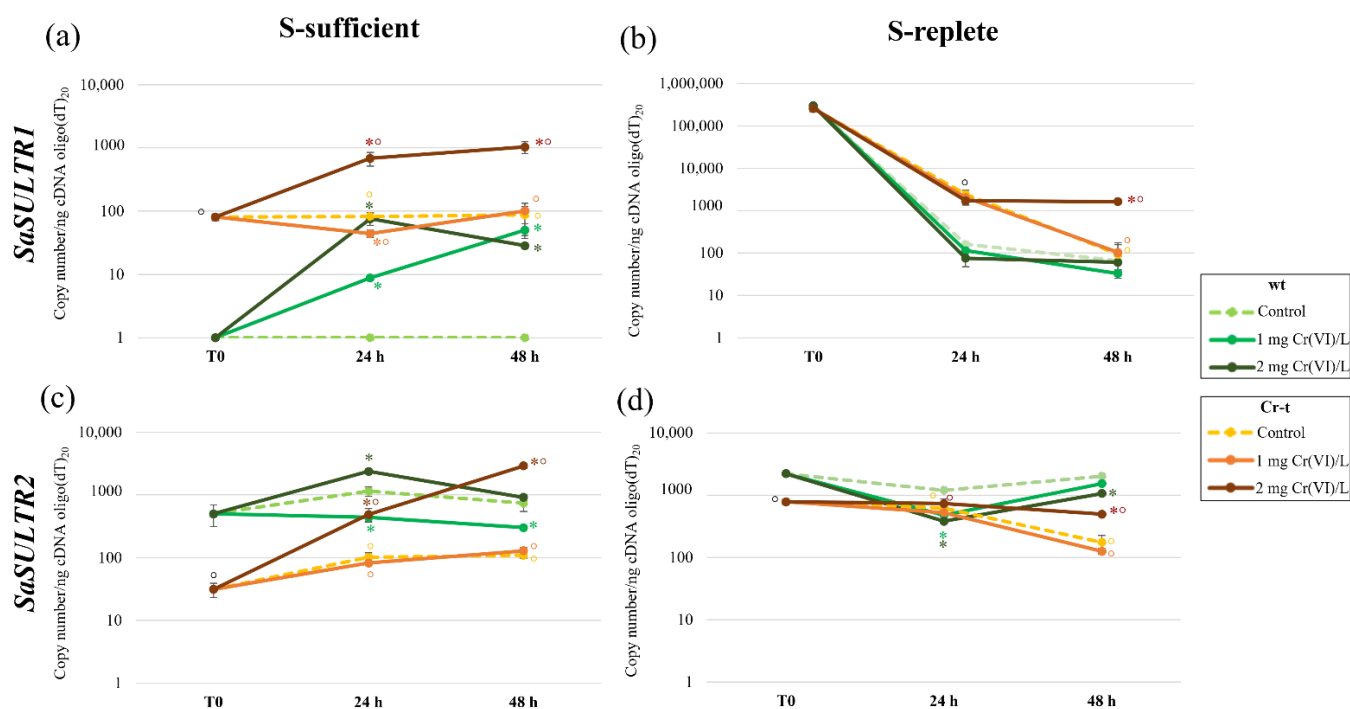 (a)
S-sufficient
SaSULTR1
Copy number/ng cDNA oligo(dT)20
10,000
1000
100
10
1
T0
24 h
48 h
*°
*°
°
°
*
*°
*
°
°
*
*
(b)
S-replete
Copy number/ng cDNA oligo(dT)20
1,000,000
100,000
10,000
1000
100
10
1
T0
24 h
48 h
°
*°
°
°
wt
Control
1 mg Cr(VI)/L
2 mg Cr(VI)/L
Cr-t
Control
1 mg Cr(VI)/L
2 mg Cr(VI)/L
(c)
SaSULTR2
Copy number/ng cDNA oligo(dT)20
10,000
1000
100
10
1
T0
24 h
48 h
°
*
*°
*
°
°
*°
*
°
°
(d)
Copy number/ng cDNA oligo(dT)20
10,000
1000
100
10
1
T0
24 h
48 h
°
°
°
*
*
*
*°
°
°